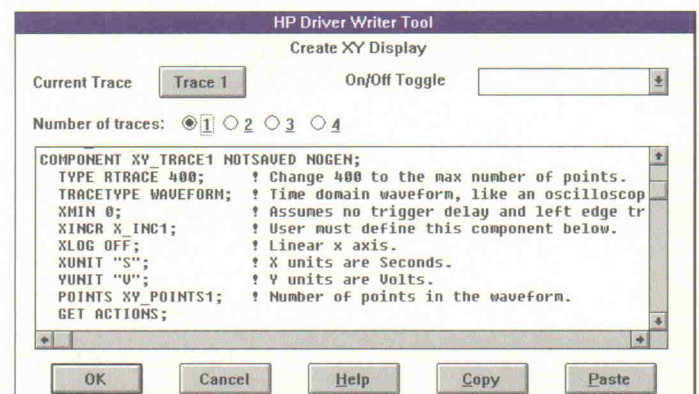 HP Driver Writer Tool
Create XY Display
Current Trace Trace 1 On/Off Toggle
Number of traces: 1 2 3 4
COMPONENT XY_TRACE1 NOTSAVED NOGEN;
TYPE RTRACE 400; ! Change 400 to the max number of points.
TRACETYPE WAVEFORM; ! Time domain waveform, like an oscilloscop
XMIN 0; ! Assumes no trigger delay and left edge tr
XINCR X_INC1; ! User must define this component below.
XLOG OFF; ! Linear x axis.
XUNIT "S"; ! X units are Seconds.
YUNIT "V"; ! Y units are Volts.
POINTS XY_POINTS1; ! Number of points in the waveform.
GET ACTIONS;
OK Cancel Help Copy Paste